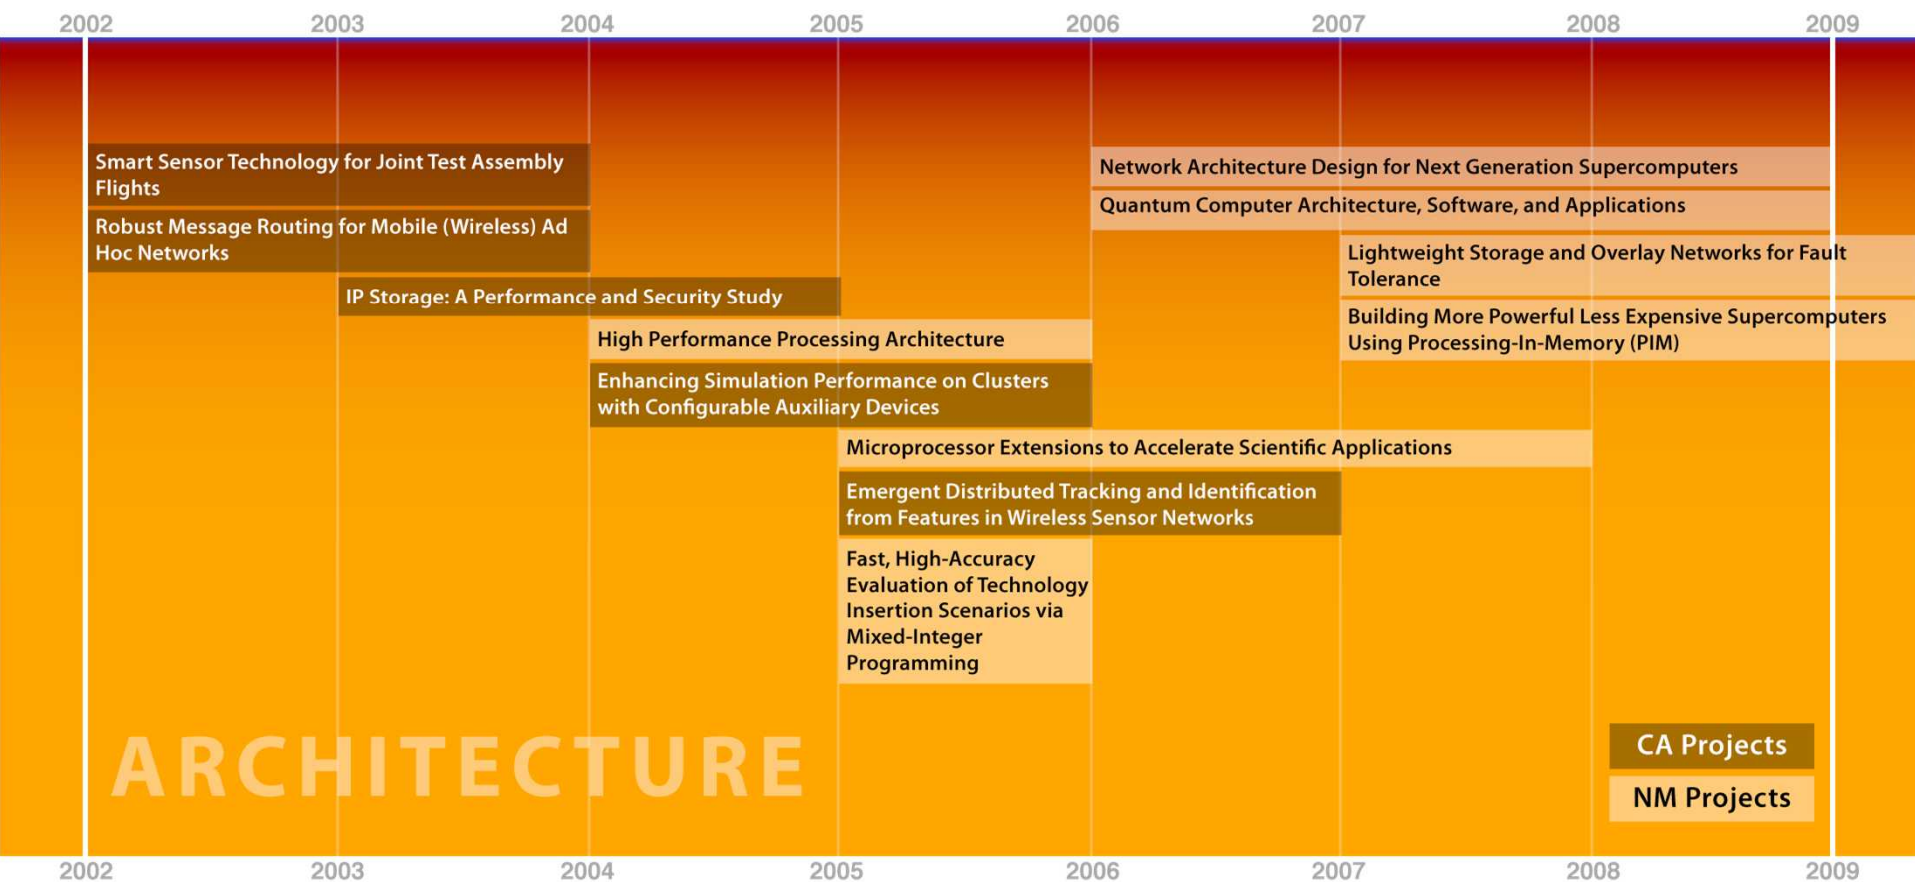 2002 2003 2004 2005 2006 2007 2008 2009
Smart Sensor Technology for Joint Test Assembly
Flights
Robust Message Routing for Mobile (Wireless) Ad
Hoc Networks
IP Storage: A Performance and Security Study
High Performance Processing Architecture
Enhancing Simulation Performance on Clusters
with Configurable Auxiliary Devices
Microprocessor Extensions to Accelerate Scientific Applications
Emergent Distributed Tracking and Identification
from Features in Wireless Sensor Networks
Fast, High-Accuracy
Evaluation of Technology
Insertion Scenarios via
Mixed-Integer
Programming
Network Architecture Design for Next Generation Supercomputers
Quantum Computer Architecture, Software, and Applications
Lightweight Storage and Overlay Networks for Fault
Tolerance
Building More Powerful Less Expensive Supercomputers
Using Processing-In-Memory (PIM)
ARCHITECTURE
CA Projects
NM Projects
2002 2003 2004 2005 2006 2007 2008 2009